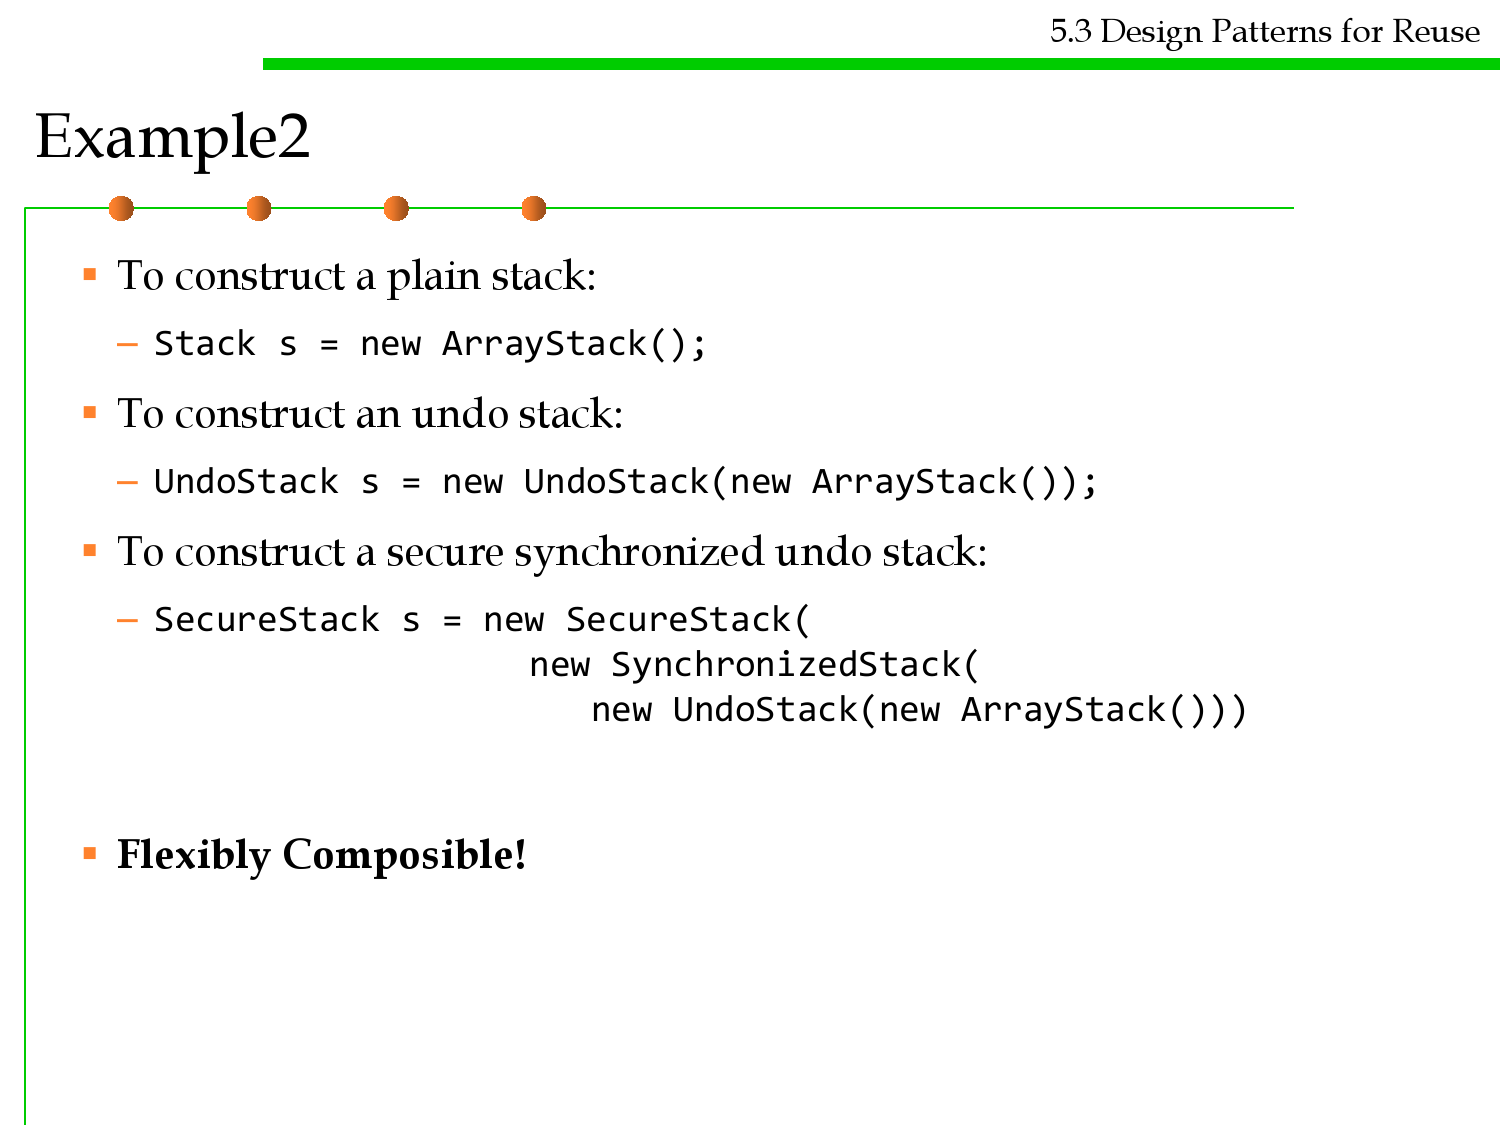 5.3 Design Patterns for Reuse
Example2
▪ To construct a plain stack:
– Stack s = new ArrayStack();
▪ To construct an undo stack:
– UndoStack s = new UndoStack(new ArrayStack());
▪ To construct a secure synchronized undo stack:
– SecureStack s = new SecureStack(
new SynchronizedStack(
new UndoStack(new ArrayStack()))
▪ Flexibly Composible!